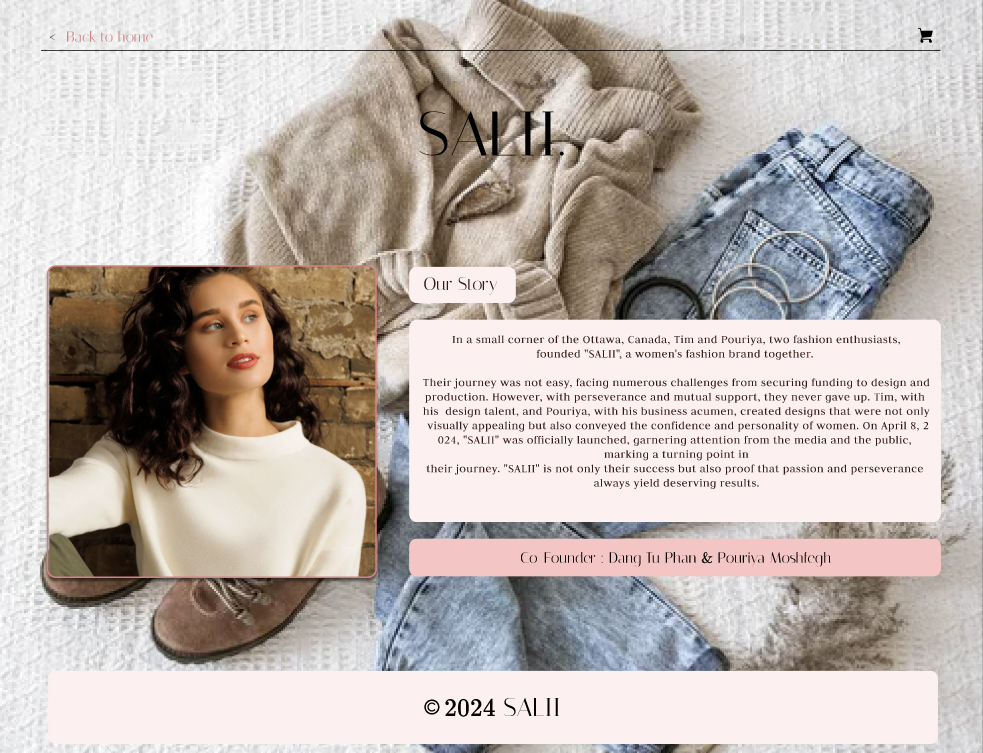 < Back to home
SALII.
Our Story
In a small corner of the Ottawa, Canada, Tim and Pouriya, two fashion enthusiasts,
founded "SALII", a women's fashion brand together.
Their journey was not easy, facing numerous challenges from securing funding to design and
production. However, with perseverance and mutual support, they never gave up. Tim, with
his design talent, and Pouriya, with his business acumen, created designs that were not only
visually appealing but also conveyed the confidence and personality of women. On April 8, 2
024, "SALII" was officially launched, garnering attention from the media and the public,
marking a turning point in
their journey. "SALII" is not only their success but also proof that passion and perseverance
always yield deserving results.
Co-Founder : Dang Tu Phan & Pouriya Moshfegh
© 2024 SALII